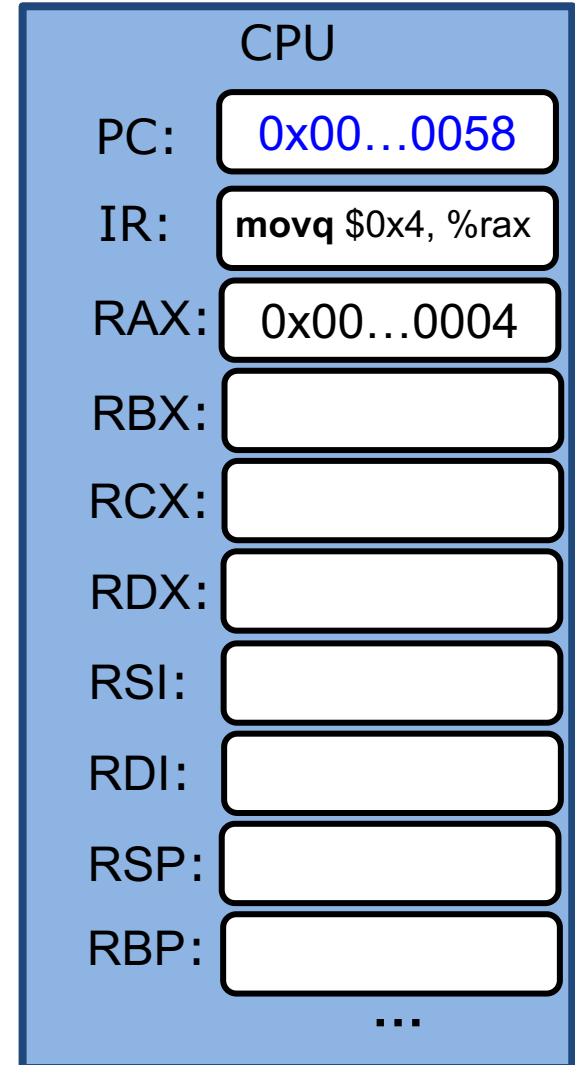 CPU
PC: 0x00…0058
IR: movq $0x4, %rax
RAX: 0x00…0004
RBX:
RCX:
RDX:
RSI:
RDI:
RSP:
RBP:
…